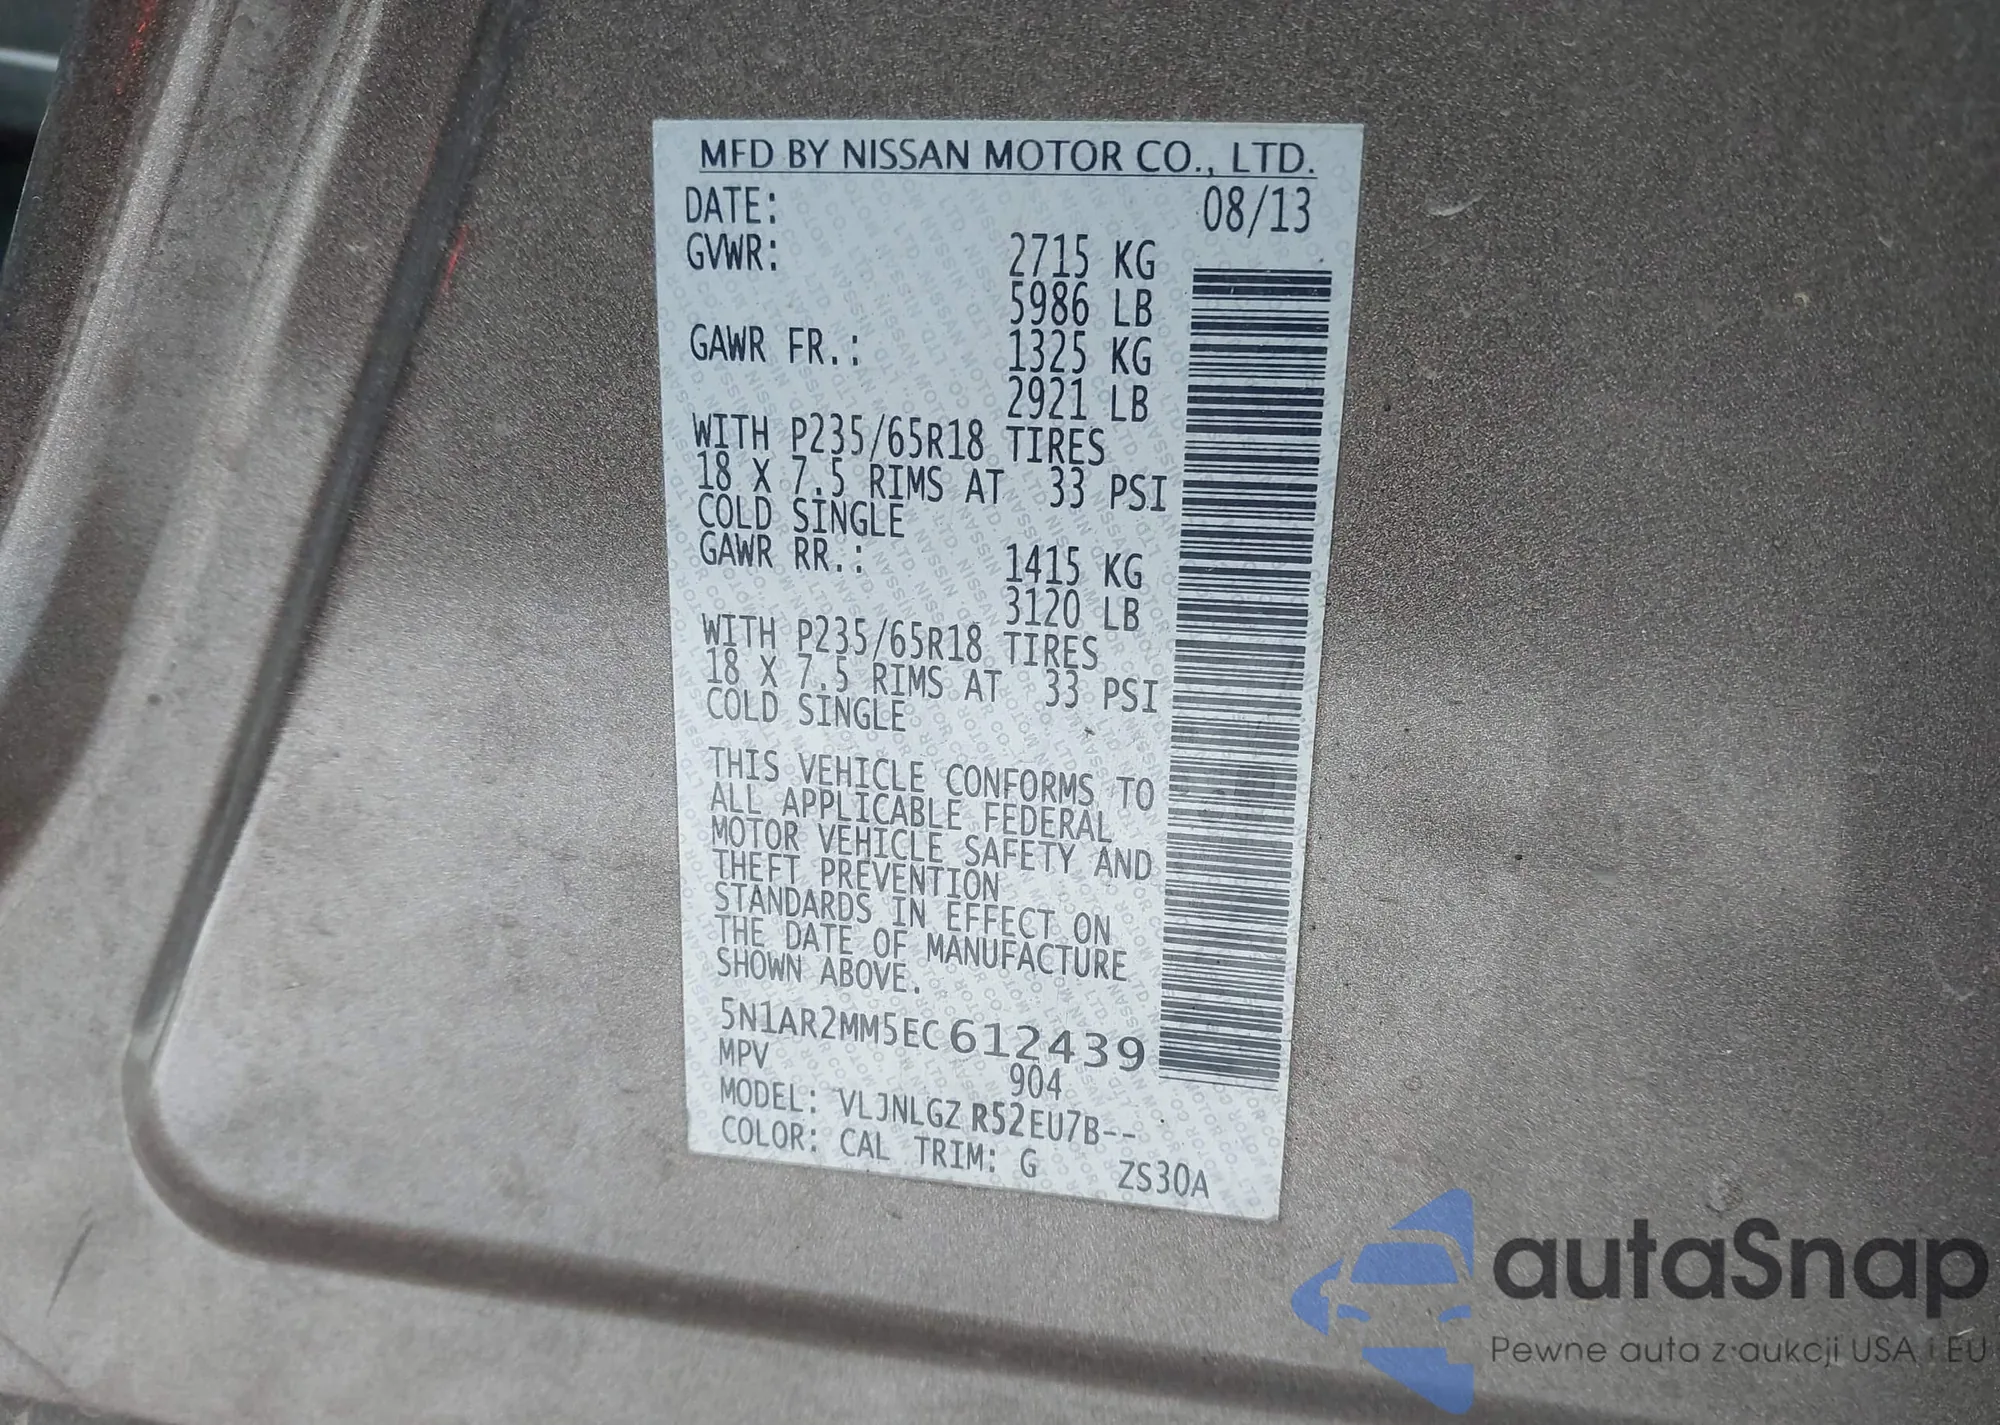 MFD BY NISSAN MOTOR CO., LTD.
DATE: 08/13
GVWR: 2715 KG
5986 LB
GAWR FR.: 1325 KG
2921 LB
WITH P235/65R18 TIRES
18 X 7.5 RIMS AT 33 PSI
COLD SINGLE
GAWR RR.: 1415 KG
3120 LB
WITH P235/65R18 TIRES
18 X 7.5 RIMS AT 33 PSI
COLD SINGLE
THIS VEHICLE CONFORMS TO
ALL APPLICABLE FEDERAL
MOTOR VEHICLE SAFETY AND
THEFT PREVENTION
STANDARDS IN EFFECT ON
THE DATE OF MANUFACTURE
SHOWN ABOVE.
5N1AR2MM5EC612439
MPV 904
MODEL: VLJNLGZ R52EU7B--
COLOR: CAL TRIM: G ZS30A
autaSnap
Pewne auta z aukcji USA i EU